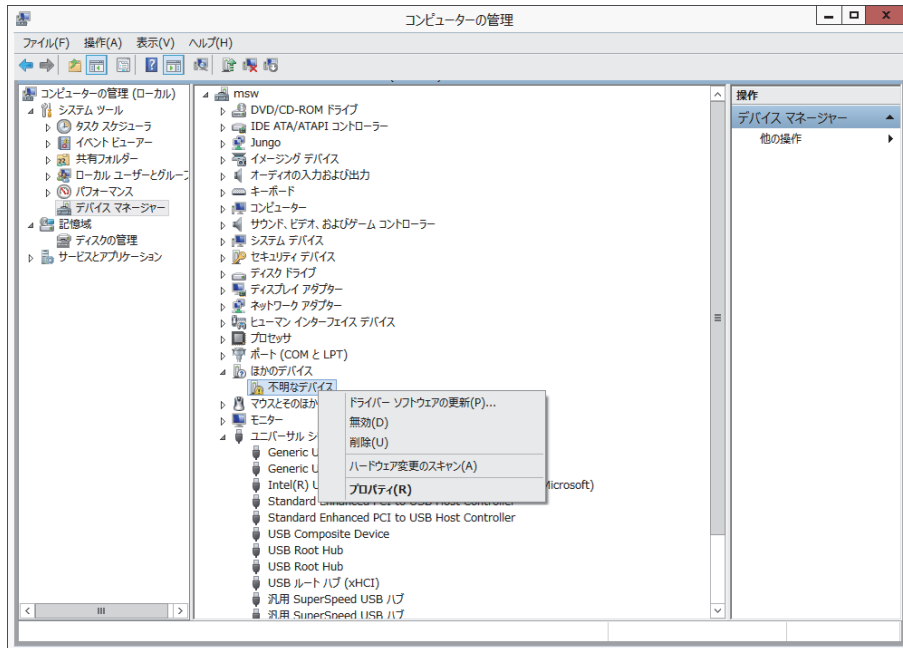 コンピューターの管理
ファイル(F) 操作(A) 表示(V) ヘルプ(H)
コンピューターの管理 (ローカル)
システム ツール
タスク スケジューラ
イベント ビューアー
共有フォルダー
ローカル ユーザーとグルー
パフォーマンス
デバイス マネージャー
記憶域
ディスクの管理
サービスとアプリケーション
msw
DVD/CD-ROM ドライブ
IDE ATA/ATAPI コントローラー
Jungo
イメージング デバイス
オーディオの入力および出力
キーボード
コンピューター
サウンド、ビデオ、およびゲーム コントローラー
システム デバイス
セキュリティ デバイス
ディスク ドライブ
ディスプレイ アダプター
ネットワーク アダプター
ヒューマン インターフェイス デバイス
プロセッサ
ポート (COM と LPT)
ほかのデバイス
不明なデバイス
マウスとそのほか
モニター
ユニバーサル シ
Generic U
Generic U
Intel(R) U
Microsoft)
Standard Enhanced PCI to USB Host Controller
Standard Enhanced PCI to USB Host Controller
USB Composite Device
USB Root Hub
USB Root Hub
USB ルート ハブ (xHCI)
汎用 SuperSpeed USB ハブ
汎用 SuperSpeed USB ハブ
ドライバー ソフトウェアの更新(P)...
無効(D)
削除(U)
ハードウェア変更のスキャン(A)
プロパティ(R)
操作
デバイス マネージャー
他の操作